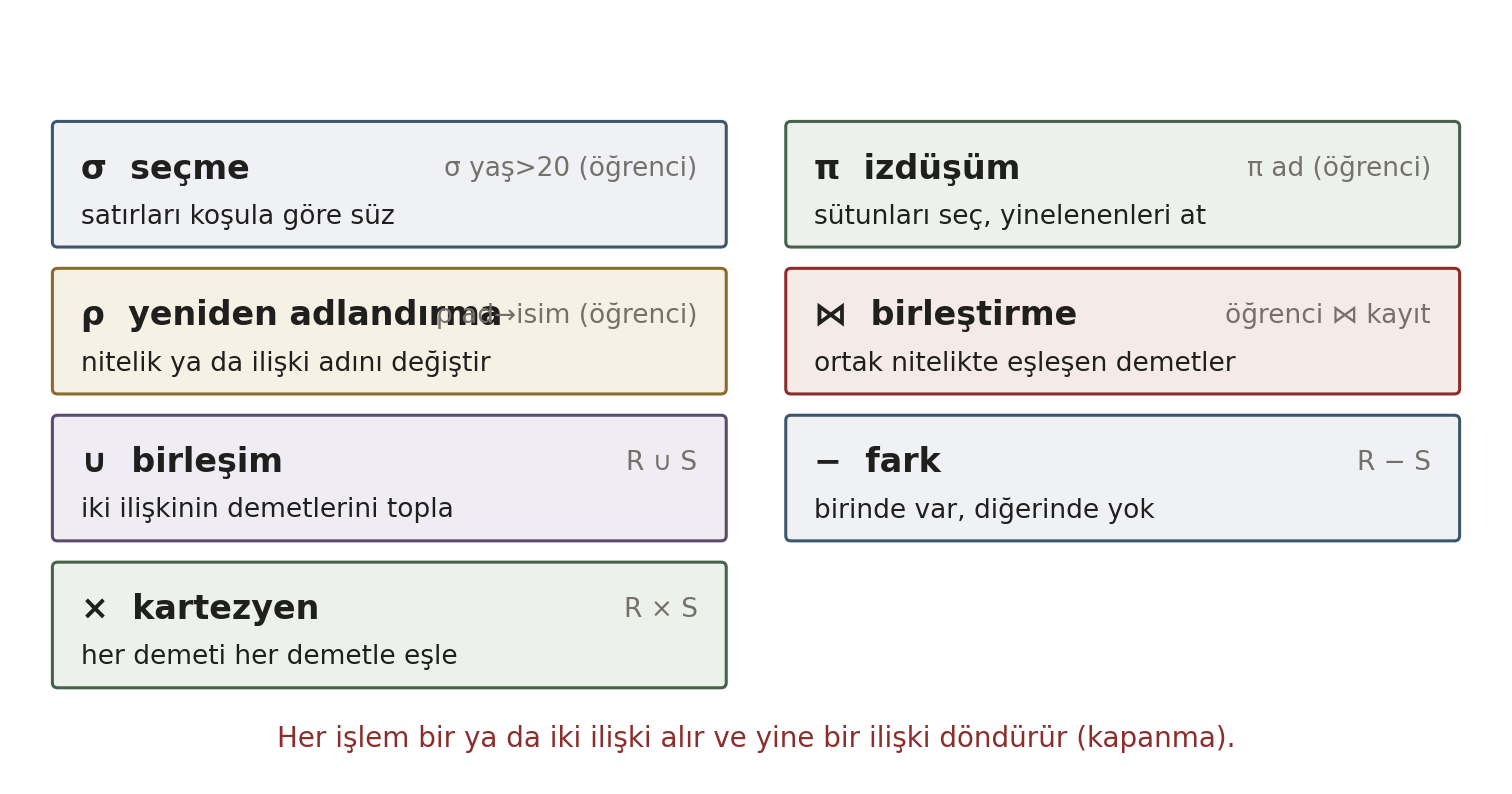 σ seçme σ yaş>20 (öğrenci)
satırları koşula göre süz
π izdüşüm π ad (öğrenci)
sütunları seç, yinelenenleri at
ρ yeniden adlandırma ρ ad→isim (öğrenci)
nitelik ya da ilişki adını değiştir
⋈ birleştirme öğrenci ⋈ kayıt
ortak nitelikte eşleşen demetler
∪ birleşim R ∪ S
iki ilişkinin demetlerini topla
− fark R − S
birinde var, diğerinde yok
× kartezyen R × S
her demeti her demetle eşle
Her işlem bir ya da iki ilişki alır ve yine bir ilişki döndürür (kapanma).